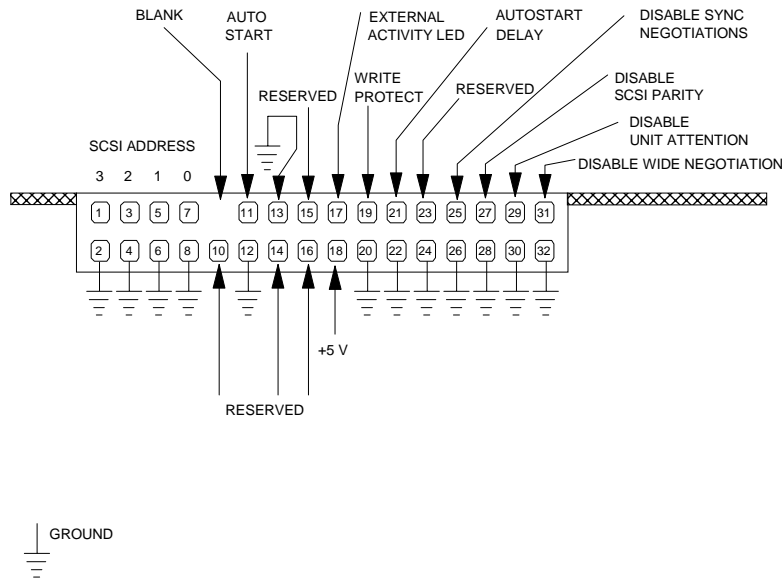 BLANK
AUTO
START
EXTERNAL
ACTIVITY LED
AUTOSTART
DELAY
DISABLE SYNC
NEGOTIATIONS
RESERVED
WRITE
PROTECT
RESERVED
DISABLE
SCSI PARITY
DISABLE
UNIT ATTENTION
DISABLE WIDE NEGOTIATION
SCSI ADDRESS
3 2 1 0
1 3 5 7 11 13 15 17 19 21 23 25 27 29 31
2 4 6 8 10 12 14 16 18 20 22 24 26 28 30 32
+5 V
RESERVED
GROUND